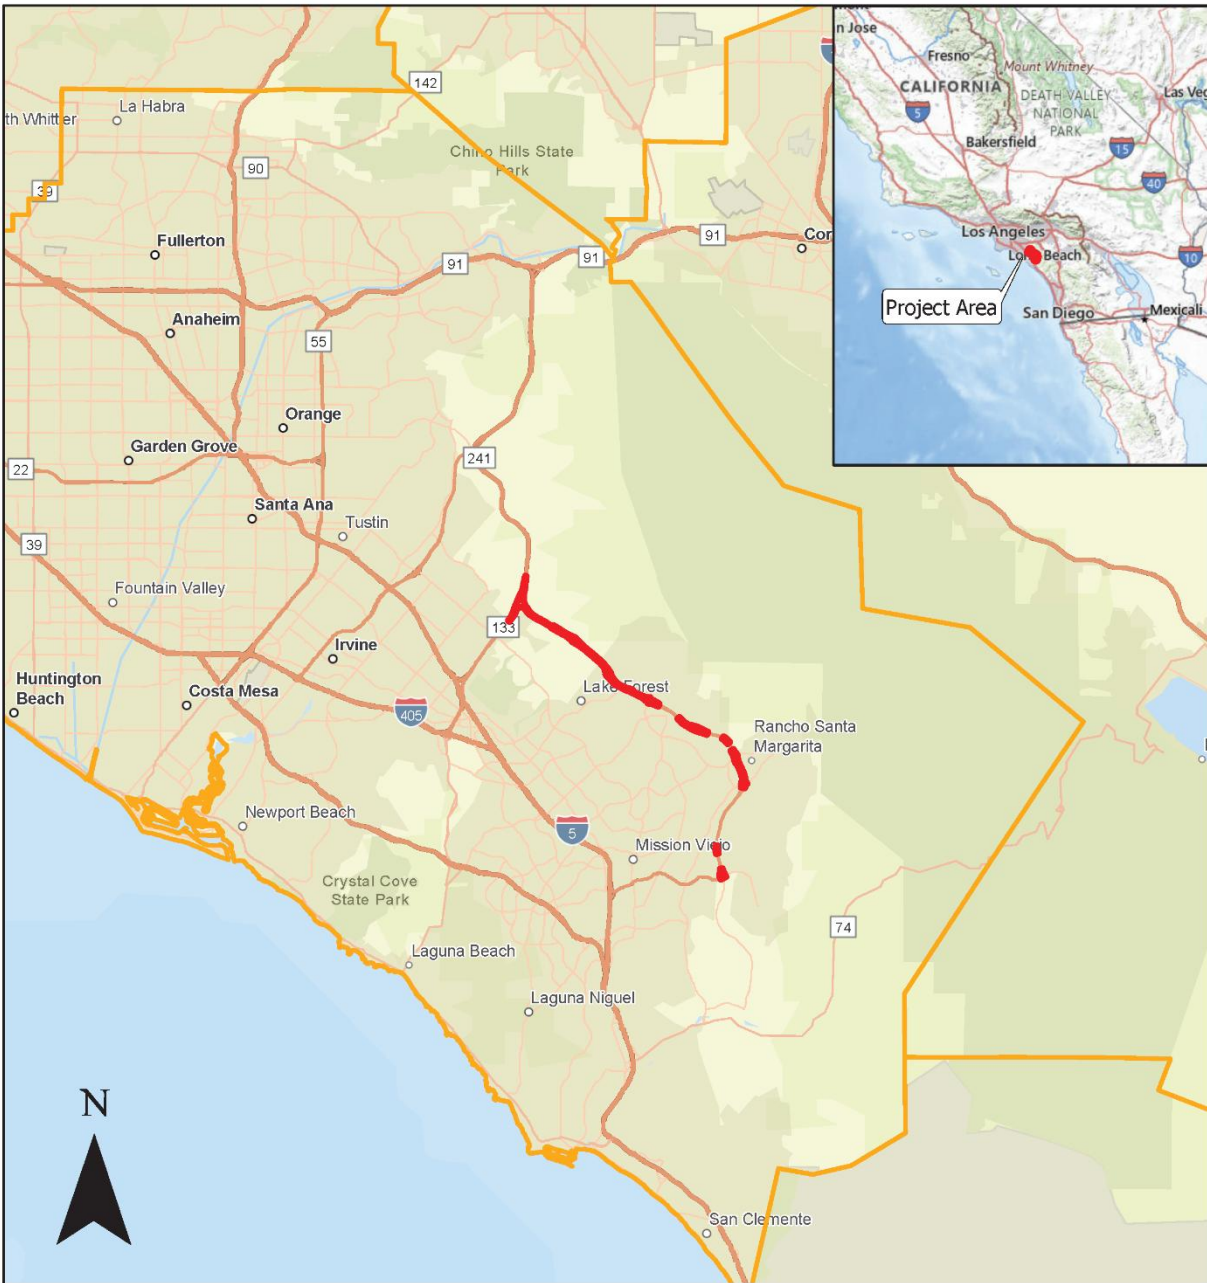 142
La Habra
th Whittier
Chino Hills State
Park
90
39
Fullerton
91
91
91
Cor
Anaheim
55
Orange
Garden Grove
241
22
Santa Ana
Tustin
39
Fountain Valley
133
Irvine
Huntington
Beach
Costa Mesa
405
Lake Forest
Rancho Santa
Margarita
Newport Beach
5
Mission Viejo
Crystal Cove
State Park
74
Laguna Beach
Laguna Niguel
San Clemente
N
n Jose
Fresno
Mount Whitney
CALIFORNIA
DEATH VALLEY
NATIONAL
PARK
Las Veg
5
Bakersfield
15
40
Los Angeles
Long Beach
10
Project Area
San Diego
Mexicali